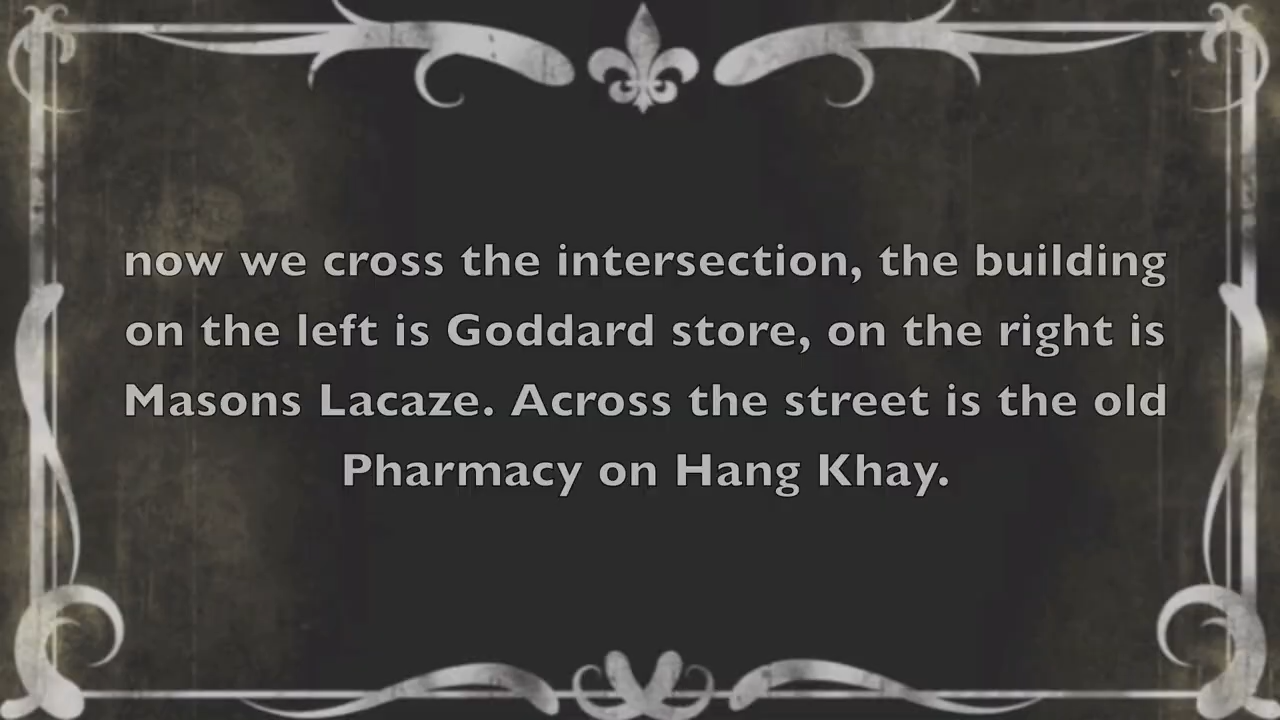 now we cross the intersection, the building
on the left is Goddard store, on the right is
Masons Lacaze. Across the street is the old
Pharmacy on Hang Khay.